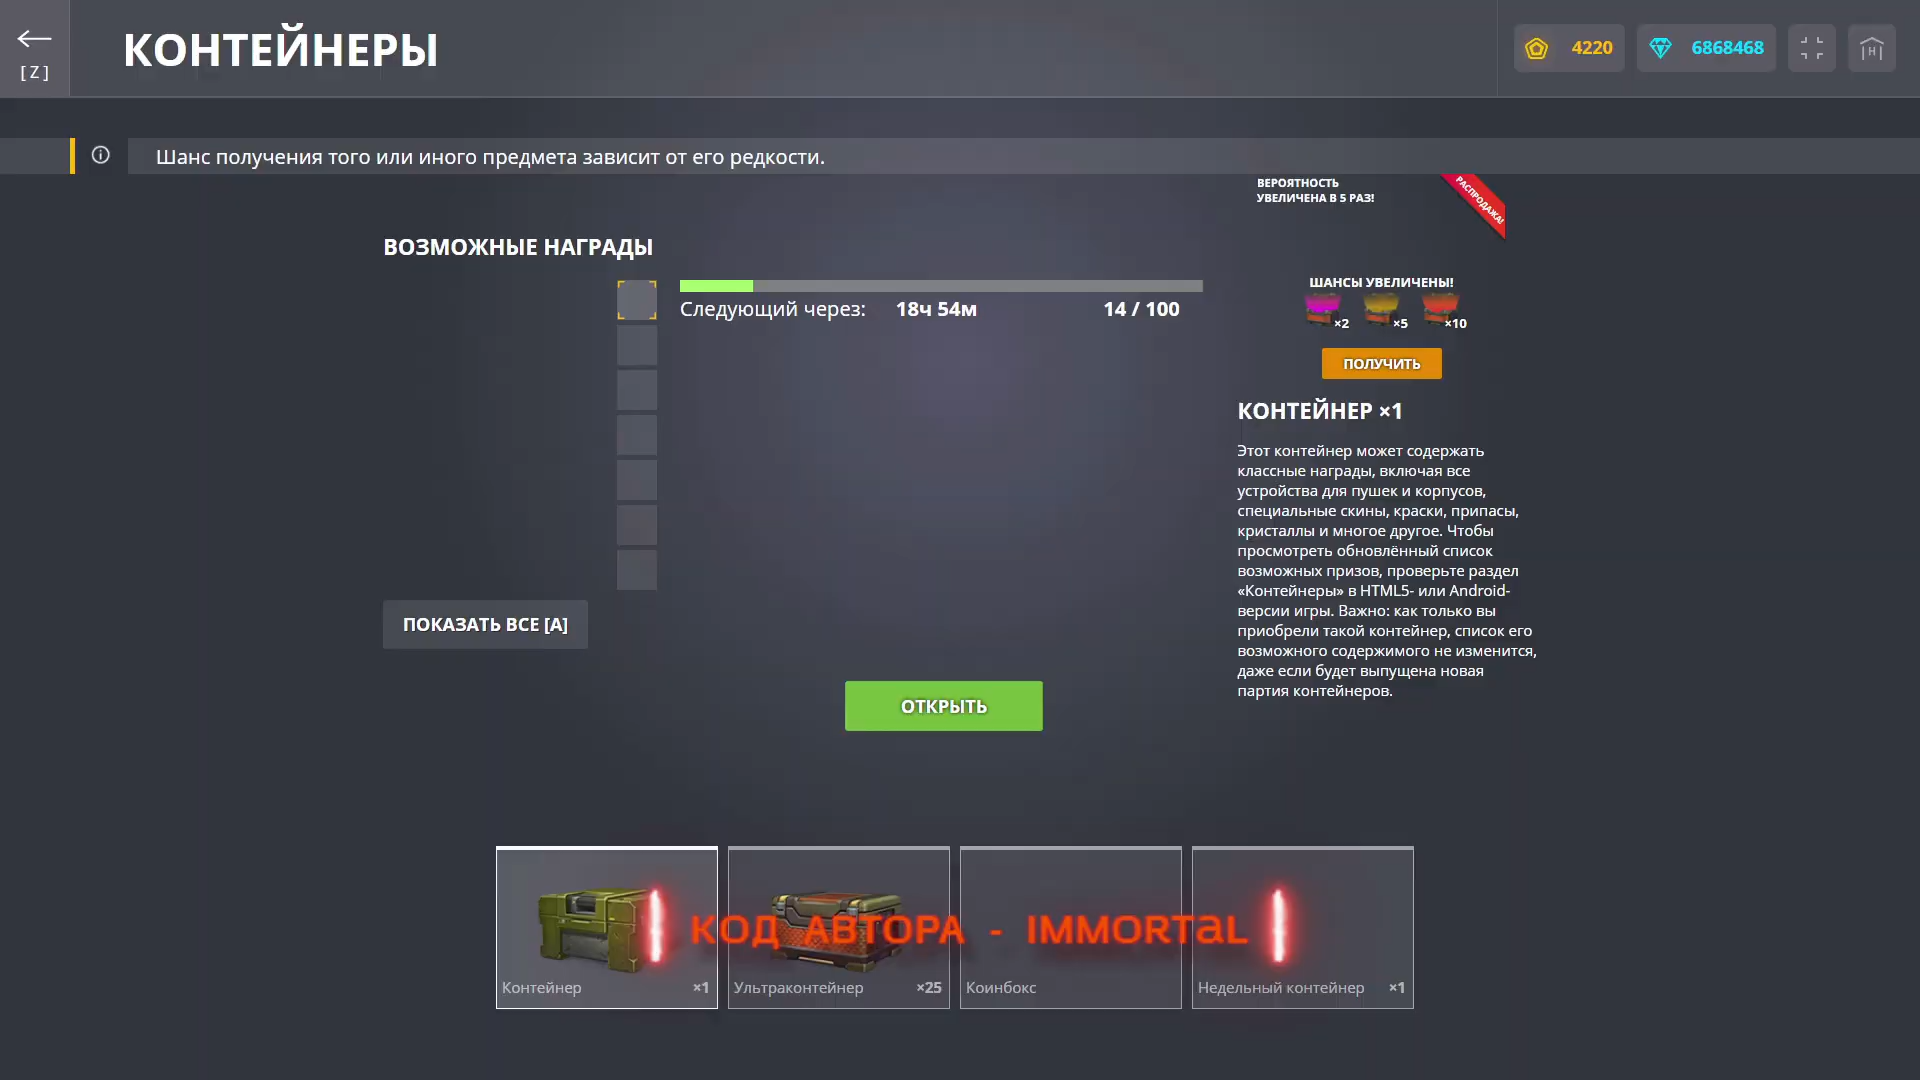 КОНТЕЙНЕРЫ
[Z]
4220
6868468
[H]
Шанс получения того или иного предмета зависит от его редкости.
ВЕРОЯТНОСТЬ
УВЕЛИЧЕНА В 5 РАЗ!
РАСПРОДАЖА!
ВОЗМОЖНЫЕ НАГРАДЫ
Следующий через: 18ч 54м 14 / 100
ШАНСЫ УВЕЛИЧЕНЫ!
×2 ×5 ×10
ПОЛУЧИТЬ
КОНТЕЙНЕР ×1
Этот контейнер может содержать
классные награды, включая все
устройства для пушек и корпусов,
специальные скины, краски, припасы,
кристаллы и многое другое. Чтобы
просмотреть обновлённый список
возможных призов, проверьте раздел
«Контейнеры» в HTML5- или Android-
версии игры. Важно: как только вы
приобрели такой контейнер, список его
возможного содержимого не изменится,
даже если будет выпущена новая
партия контейнеров.
ПОКАЗАТЬ ВСЕ [A]
ОТКРЫТЬ
КОД АВТОРА - IMMORTAL
Контейнер ×1
Ультраконтейнер ×25
Коинбокс
Недельный контейнер ×1